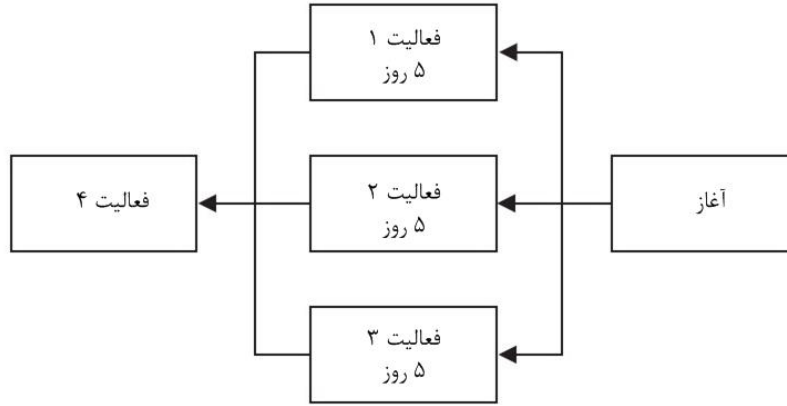 آغاز
فعالیت ۱
۵ روز
فعالیت ۲
۵ روز
فعالیت ۳
۵ روز
فعالیت ۴